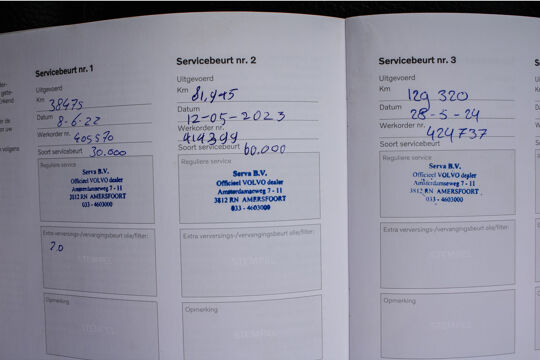 Servicebeurt nr. 1
Uitgevoerd
Km 38475
Datum 8-6-22
Werkorder nr. 405570
Soort servicebeurt 30.000
Reguliere service
Serva B.V.
Officieel VOLVO dealer
Amsterdamseweg 7 - 11
3812 RN AMERSFOORT
033 - 4603000
Extra verversings-/vervangingsbeurt olie/filter:
Opmerking
STEMPEL
Servicebeurt nr. 2
Uitgevoerd
Km 81,945
Datum
12-05-2023
Werkorder nr.
414399
Soort servicebeurt 60.000
Reguliere service
Serva B.V.
Officieel VOLVO dealer
Amsterdamseweg 7 - 11
3812 RN AMERSFOORT
033 - 4603000
Extra verversings-/vervangingsbeurt olie/filter:
STEMPEL
Opmerking
Servicebeurt nr. 3
Uitgevoerd
Km 129 320
Datum 28-5-24
Werkorder nr. 424737
Soort servicebeurt
Reguliere service
Serva B.V.
Officieel VOLVO dealer
Amsterdamseweg 7 - 11
3812 RN AMERSFOORT
033 - 4603000
Extra verversings-/vervangingsbeurt olie/filter:
STEMPEL
Opmerking